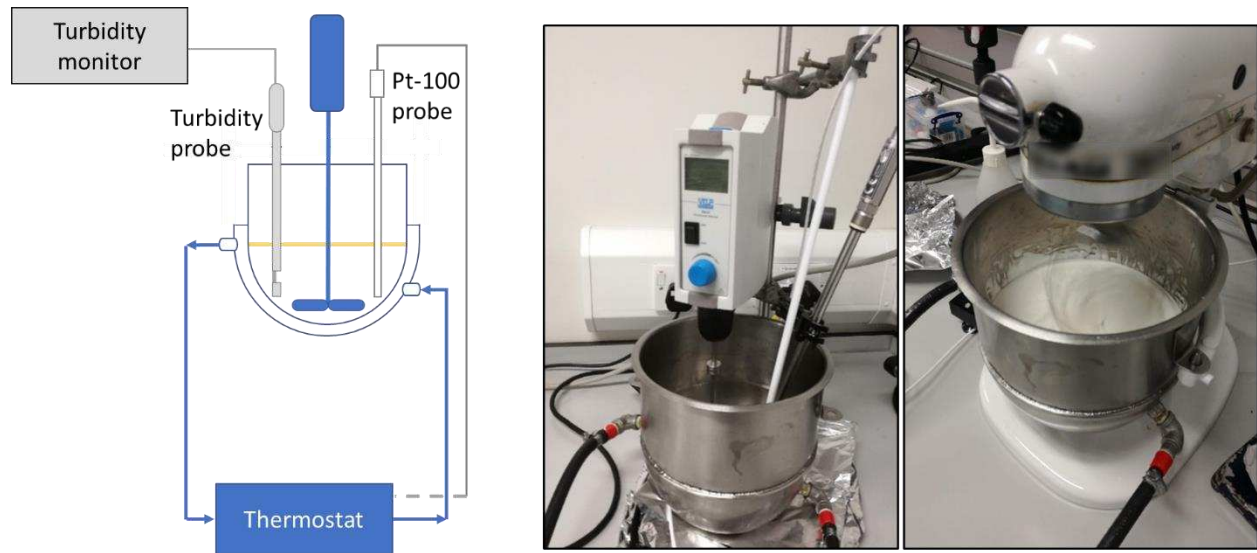 Turbidity
monitor
Turbidity
probe
Pt-100
probe
Thermostat